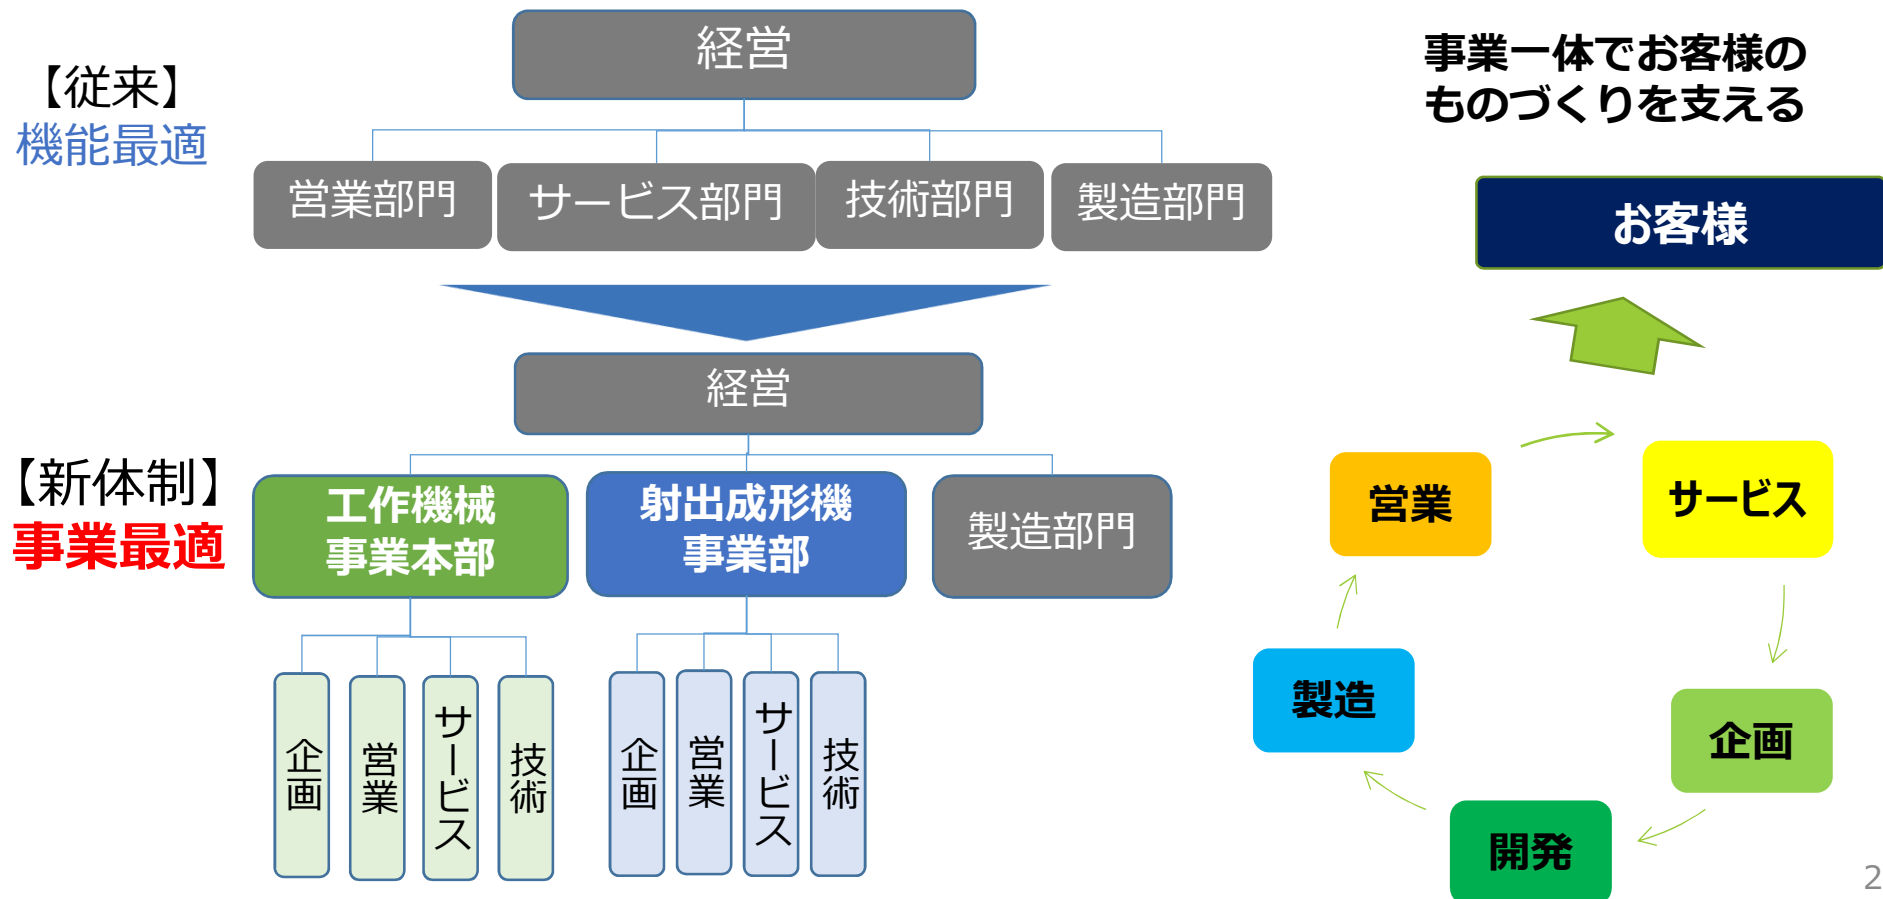 経営
【従来】
機能最適
営業部門
サービス部門
技術部門
製造部門
経営
【新体制】
事業最適
工作機械
事業本部
射出成形機
事業部
製造部門
企画
営業
サービス
技術
企画
営業
サービス
技術
事業一体でお客様の
ものづくりを支える
お客様
営業
サービス
製造
企画
開発
2